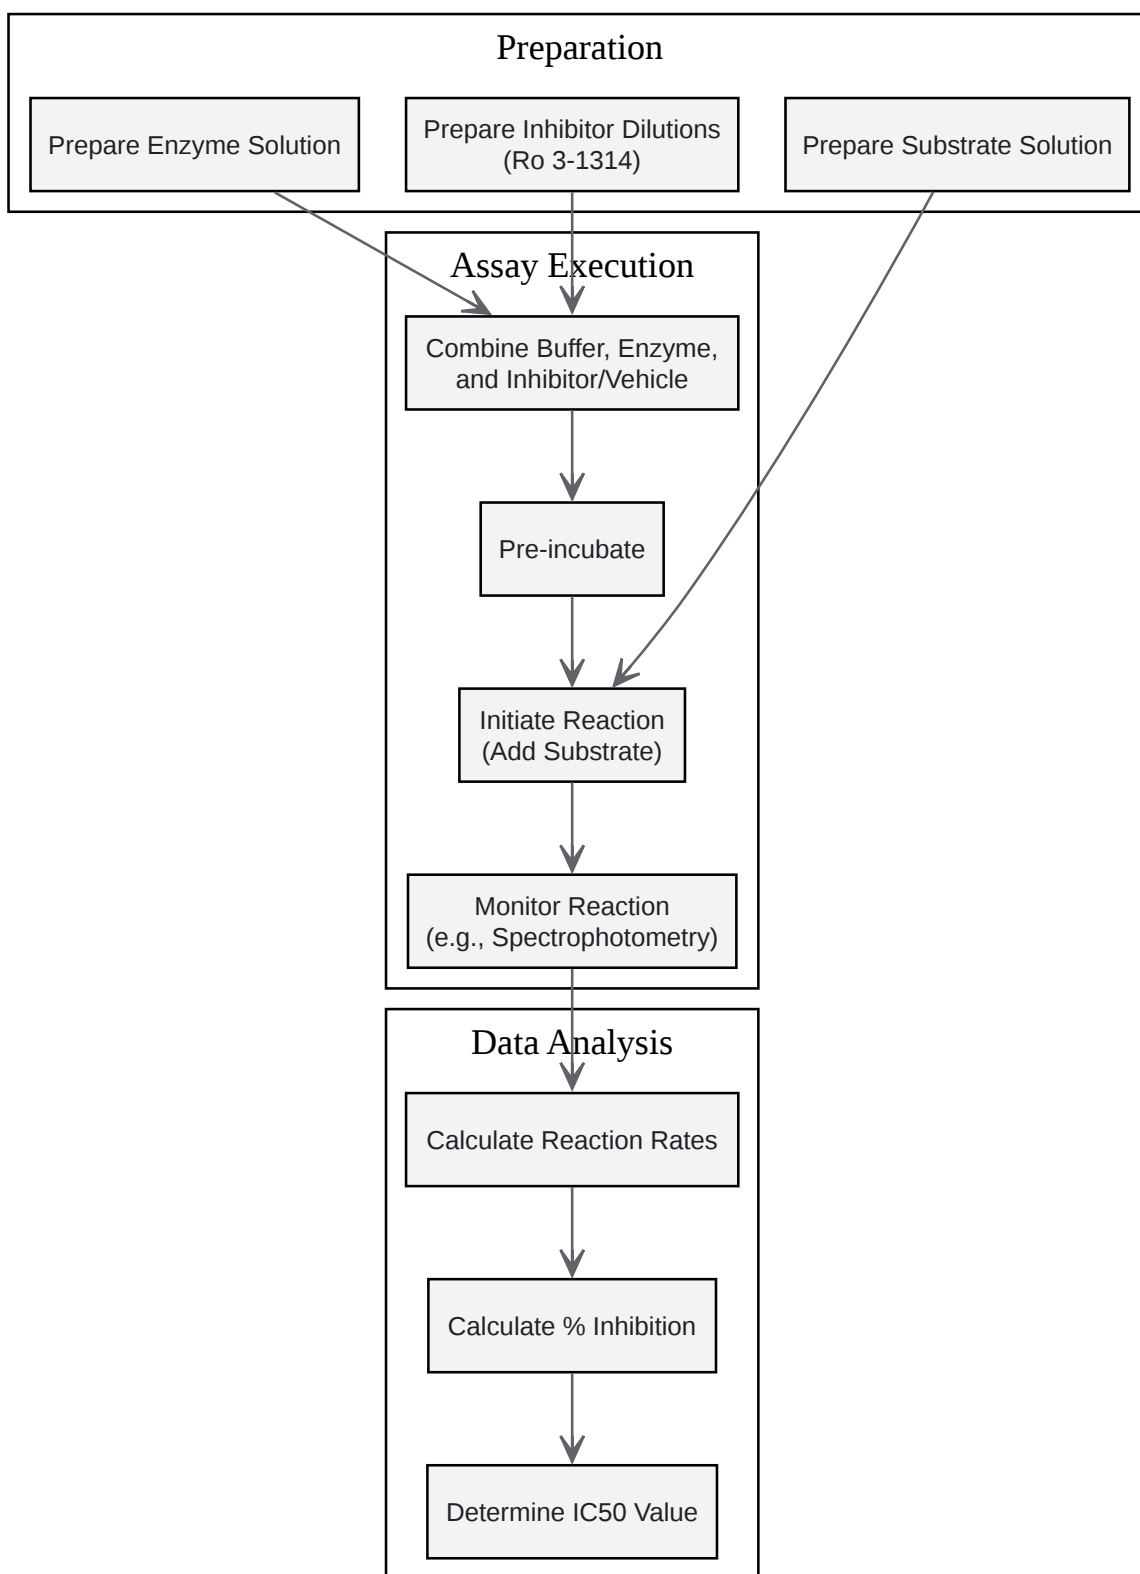 Preparation
Prepare Enzyme Solution
Prepare Inhibitor Dilutions
(Ro 3-1314)
Prepare Substrate Solution
Assay Execution
Combine Buffer, Enzyme,
and Inhibitor/Vehicle
Pre-incubate
Initiate Reaction
(Add Substrate)
Monitor Reaction
(e.g., Spectrophotometry)
Data Analysis
Calculate Reaction Rates
Calculate % Inhibition
Determine IC50 Value